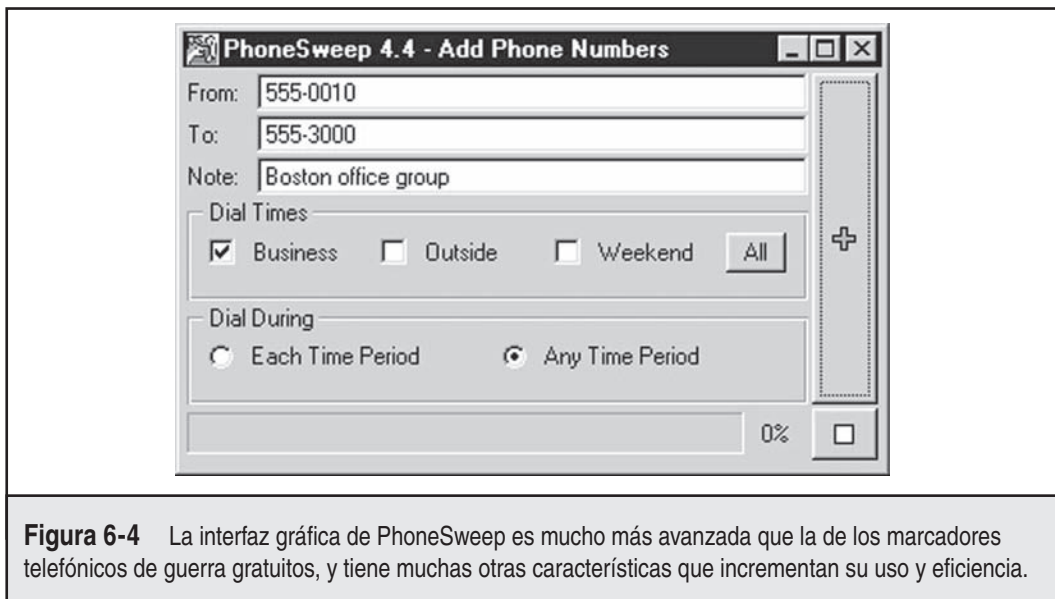 PhoneSweep 4.4 - Add Phone Numbers
From: 555-0010
To: 555-3000
Note: Boston office group
Dial Times
Business Outside Weekend All
Dial During
Each Time Period Any Time Period
0%
Figura 6-4 La interfaz gráfica de PhoneSweep es mucho más avanzada que la de los marcadores
telefónicos de guerra gratuitos, y tiene muchas otras características que incrementan su uso y eficiencia.